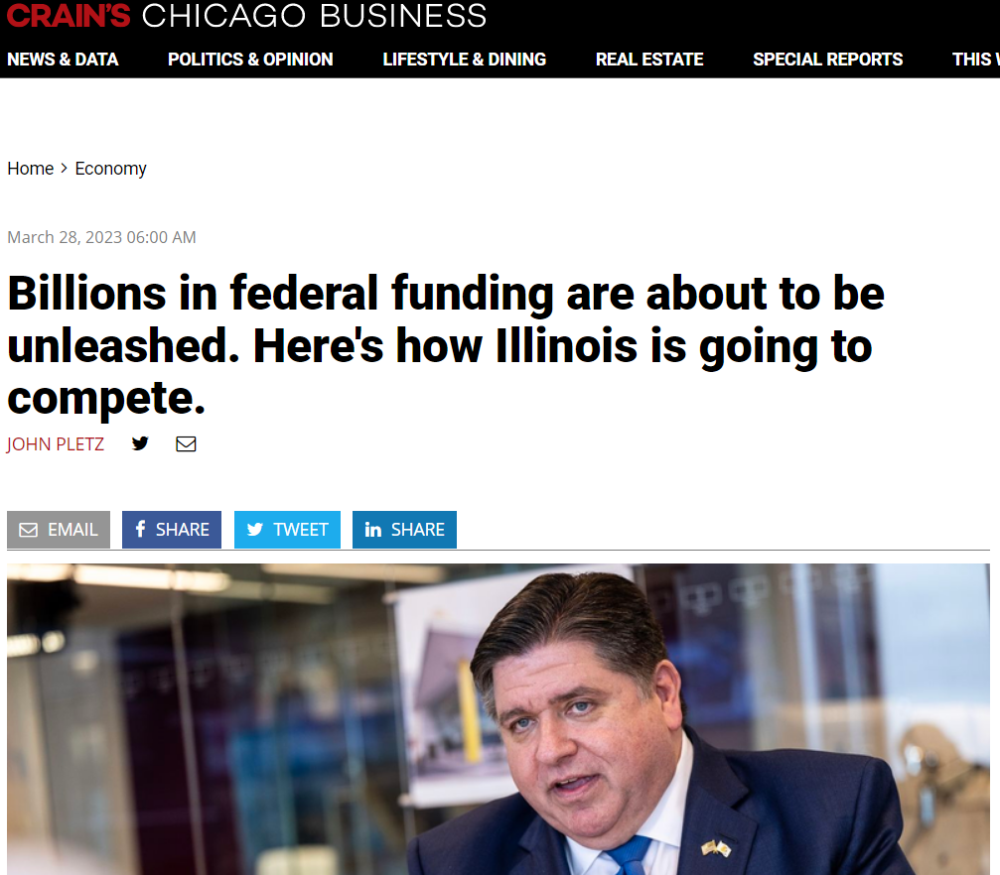 CRAIN'S CHICAGO BUSINESS
NEWS & DATA POLITICS & OPINION LIFESTYLE & DINING REAL ESTATE SPECIAL REPORTS THIS
Home > Economy
March 28, 2023 06:00 AM
Billions in federal funding are about to be
unleashed. Here's how Illinois is going to
compete.
JOHN PLETZ
EMAIL SHARE TWEET SHARE